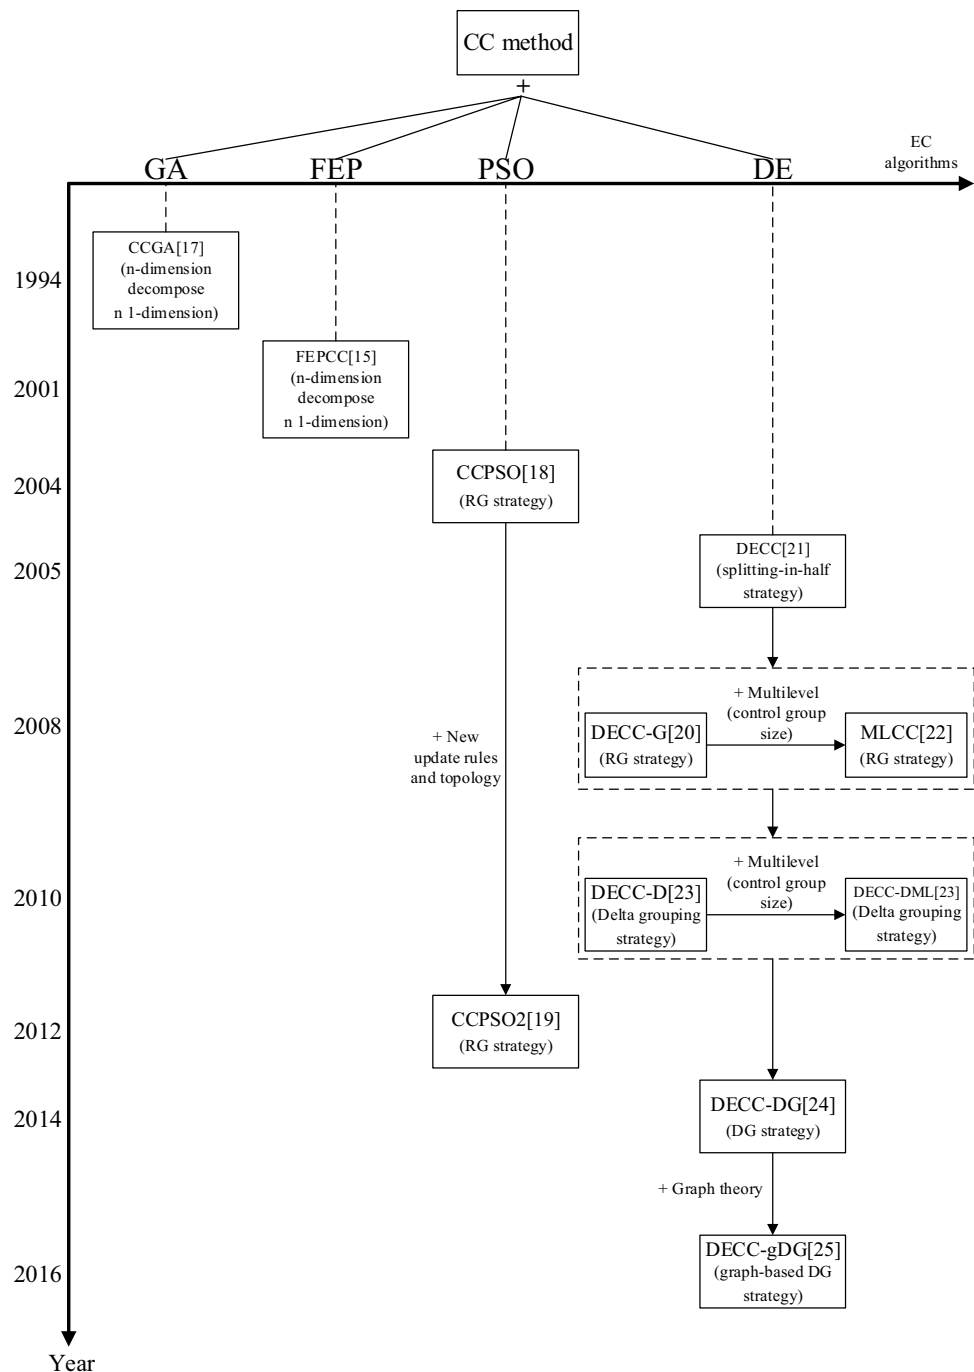 CC method
+
EC
algorithms
GA
FEP
PSO
DE
1994
CCGA[17]
(n-dimension
decompose
n 1-dimension)
2001
FEPCC[15]
(n-dimension
decompose
n 1-dimension)
2004
CCPSO[18]
(RG strategy)
2005
DECC[21]
(splitting-in-half
strategy)
2008
+ New
update rules
and topology
DECC-G[20]
(RG strategy)
+ Multilevel
(control group
size)
MLCC[22]
(RG strategy)
2010
DECC-D[23]
(Delta grouping
strategy)
+ Multilevel
(control group
size)
DECC-DML[23]
(Delta grouping
strategy)
2012
CCPSO2[19]
(RG strategy)
2014
DECC-DG[24]
(DG strategy)
+ Graph theory
2016
DECC-gDG[25]
(graph-based DG
strategy)
Year